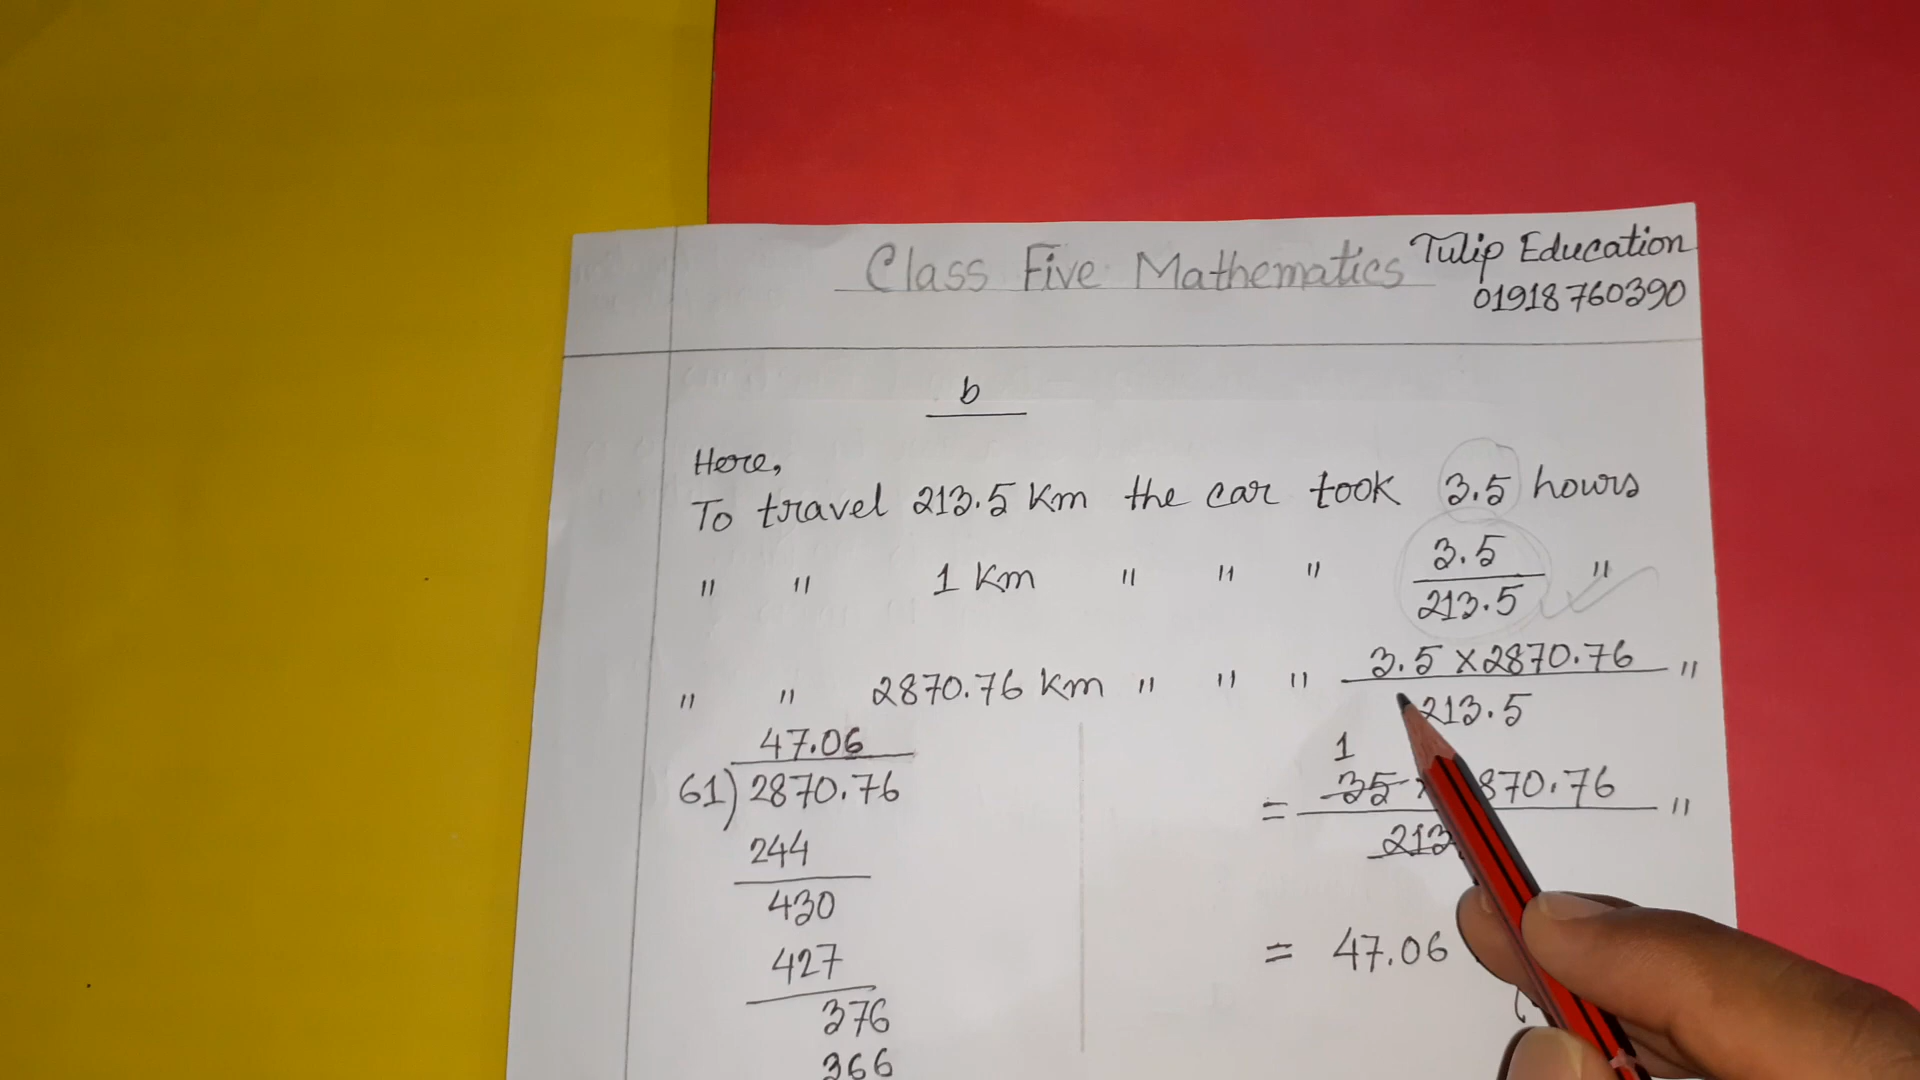 Class Five Mathematics
Tulip Education
01918760390
b
Here,
To travel 213.5 Km the car took 3.5 hours
" " 1 Km " " " 3.5/213.5 "
" " 2870.76 Km " " " 3.5 × 2870.76/213.5 "
47.06
61) 2870.76
244
430
427
376
366
1
= 35 × 870.76 "
213
= 47.06